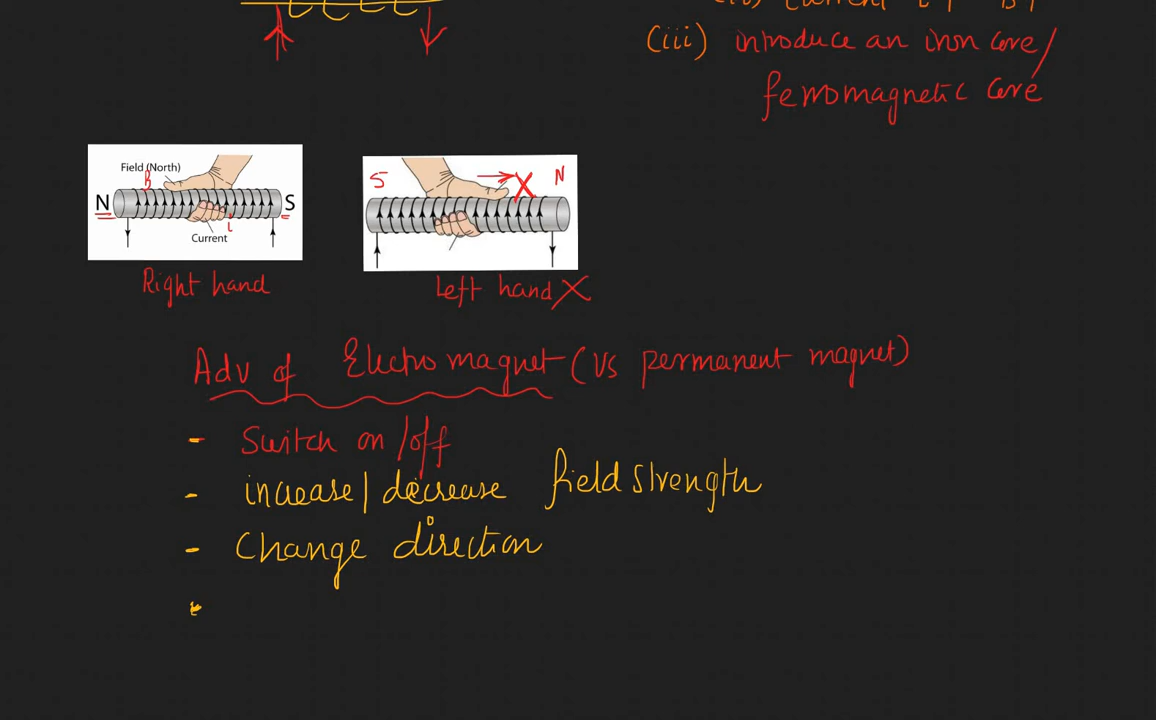 (iii) introduce an iron core/
ferromagnetic core
Field (North)
B
N
S
i
Current
Right hand
S
N
X
Left hand X
Adv of Electromagnet (Vs permanent magnet)
- Switch on/off
- increase/decrease field strength
- Change direction